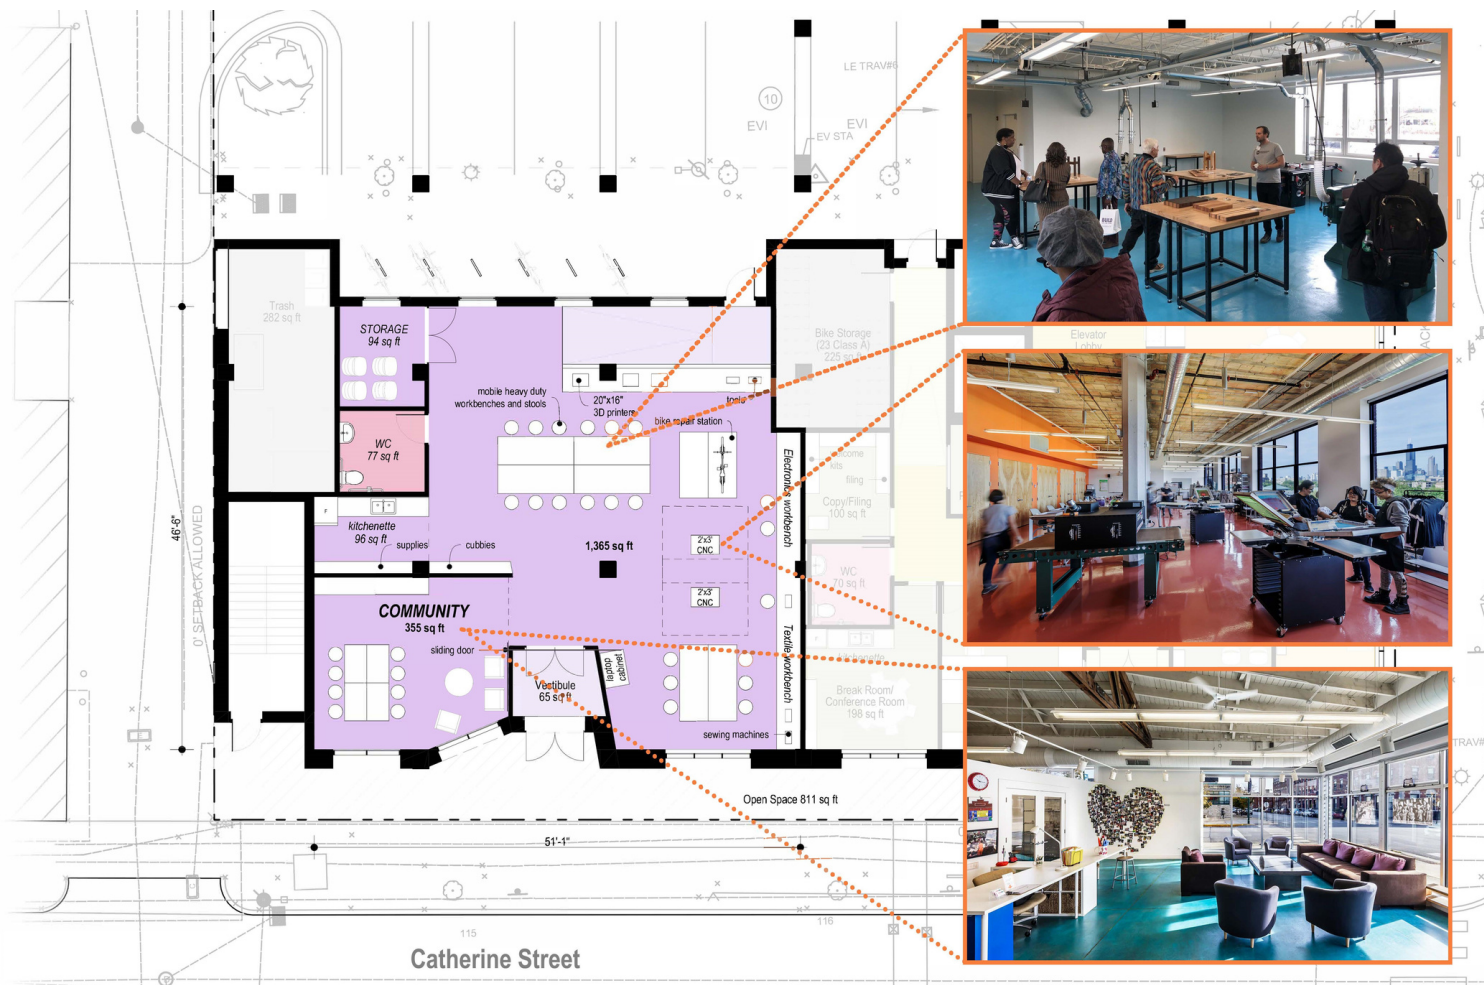 LE TRAV#6
10
EVI
EVI
EV STA
Trash
282 sq ft
STORAGE
94 sq ft
Bike Storage
(23 Class A)
225 sq ft
Elevator
Lobby
mobile heavy duty
workbenches and stools
20"x16"
3D printers
tools
bike repair station
WC
77 sq ft
Electronics workbench
filing
kits
Copy/Filing
100 sq ft
F
kitchenette
96 sq ft
supplies
cubbies
1,365 sq ft
2'x3'
CNC
2'x3'
CNC
WC
70 sq ft
46'-6"
0' SETBACK ALLOWED
COMMUNITY
355 sq ft
sliding door
Vestibule
65 sq ft
laptop
cabinet
Textile workbench
kitchenette
Break Room/
Conference Room
198 sq ft
sewing machines
Open Space 811 sq ft
51'-1"
115
116
Catherine Street